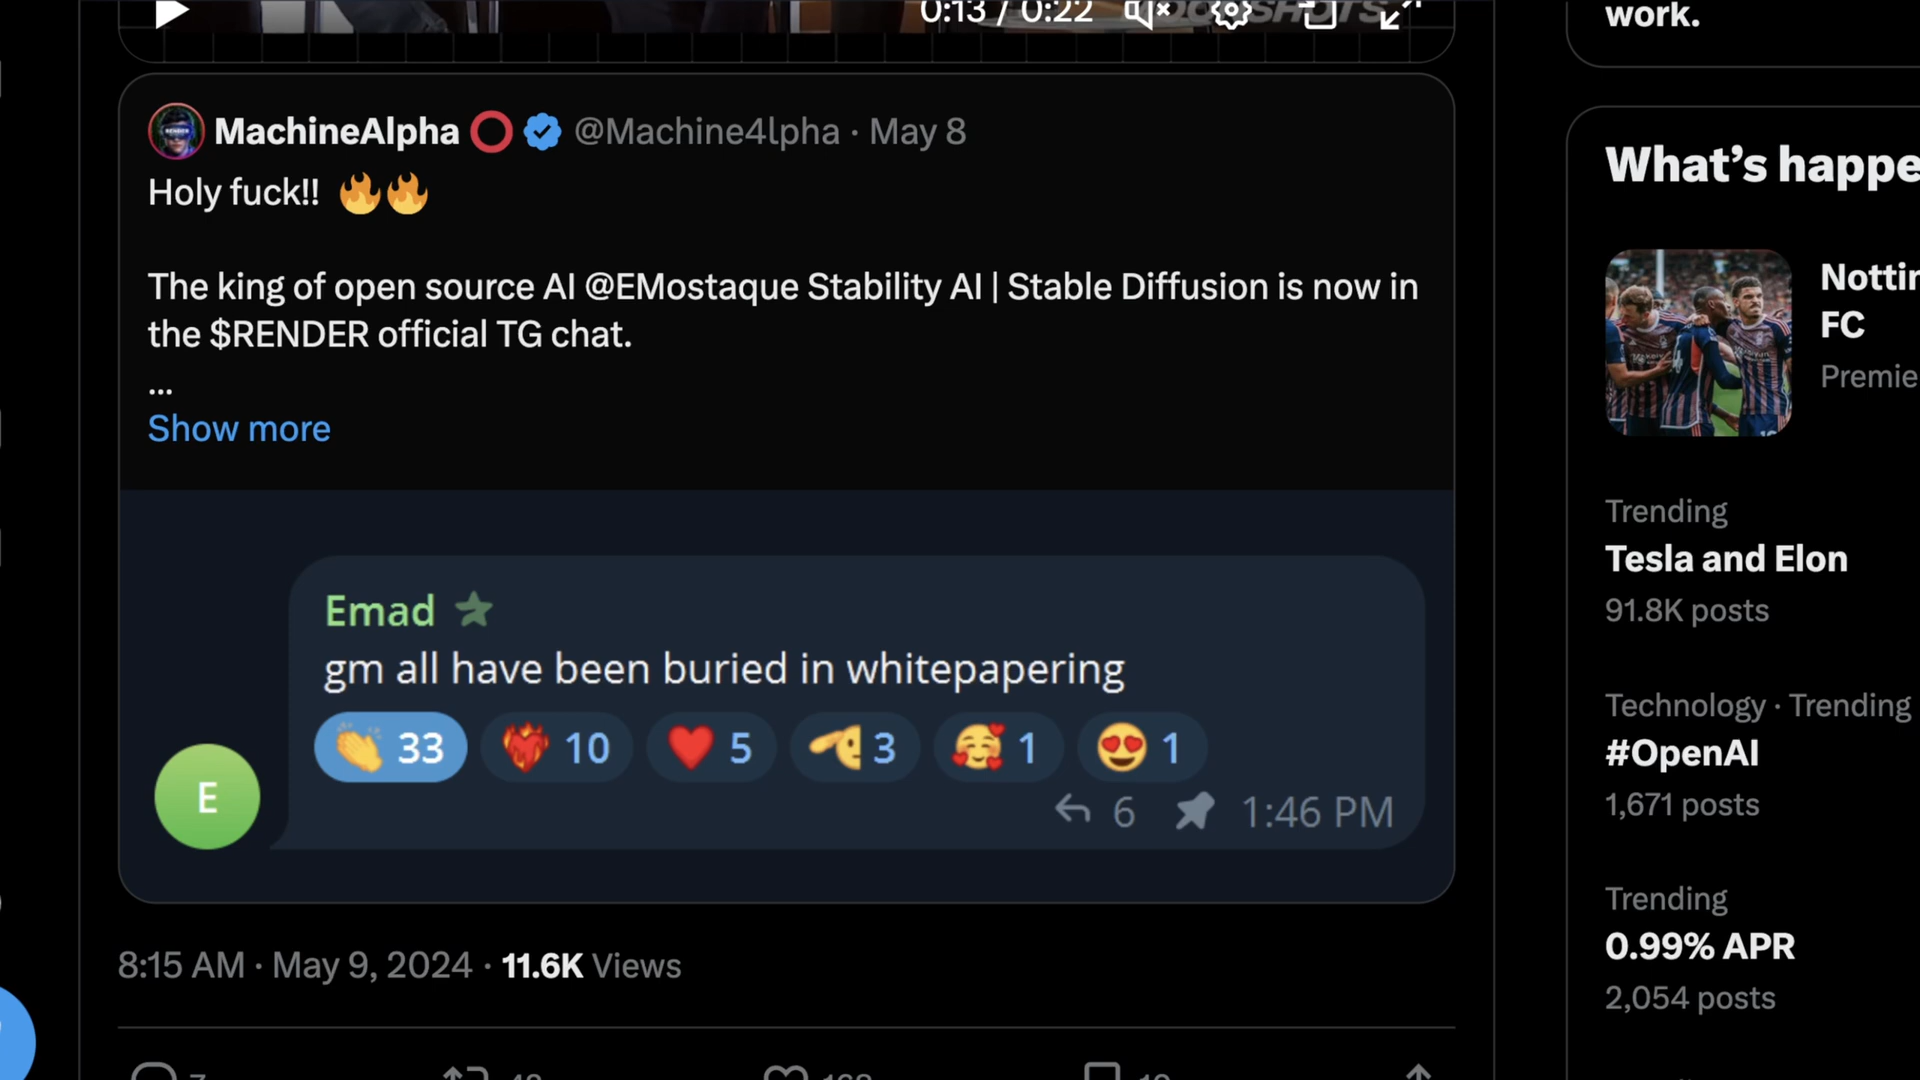 0:13 / 0:22
work.
MachineAlpha @Machine4lpha · May 8
Holy fuck!! 🔥🔥
The king of open source AI @EMostaque Stability AI | Stable Diffusion is now in
the $RENDER official TG chat.
...
Show more
Emad
gm all have been buried in whitepapering
👏 33 ❤️‍🔥 10 ❤️ 5 3 🥰 1 😍 1
E
6 1:46 PM
8:15 AM · May 9, 2024 · 11.6K Views
What's happe
Nottin
FC
Premie
Trending
Tesla and Elon
91.8K posts
Technology · Trending
#OpenAI
1,671 posts
Trending
0.99% APR
2,054 posts